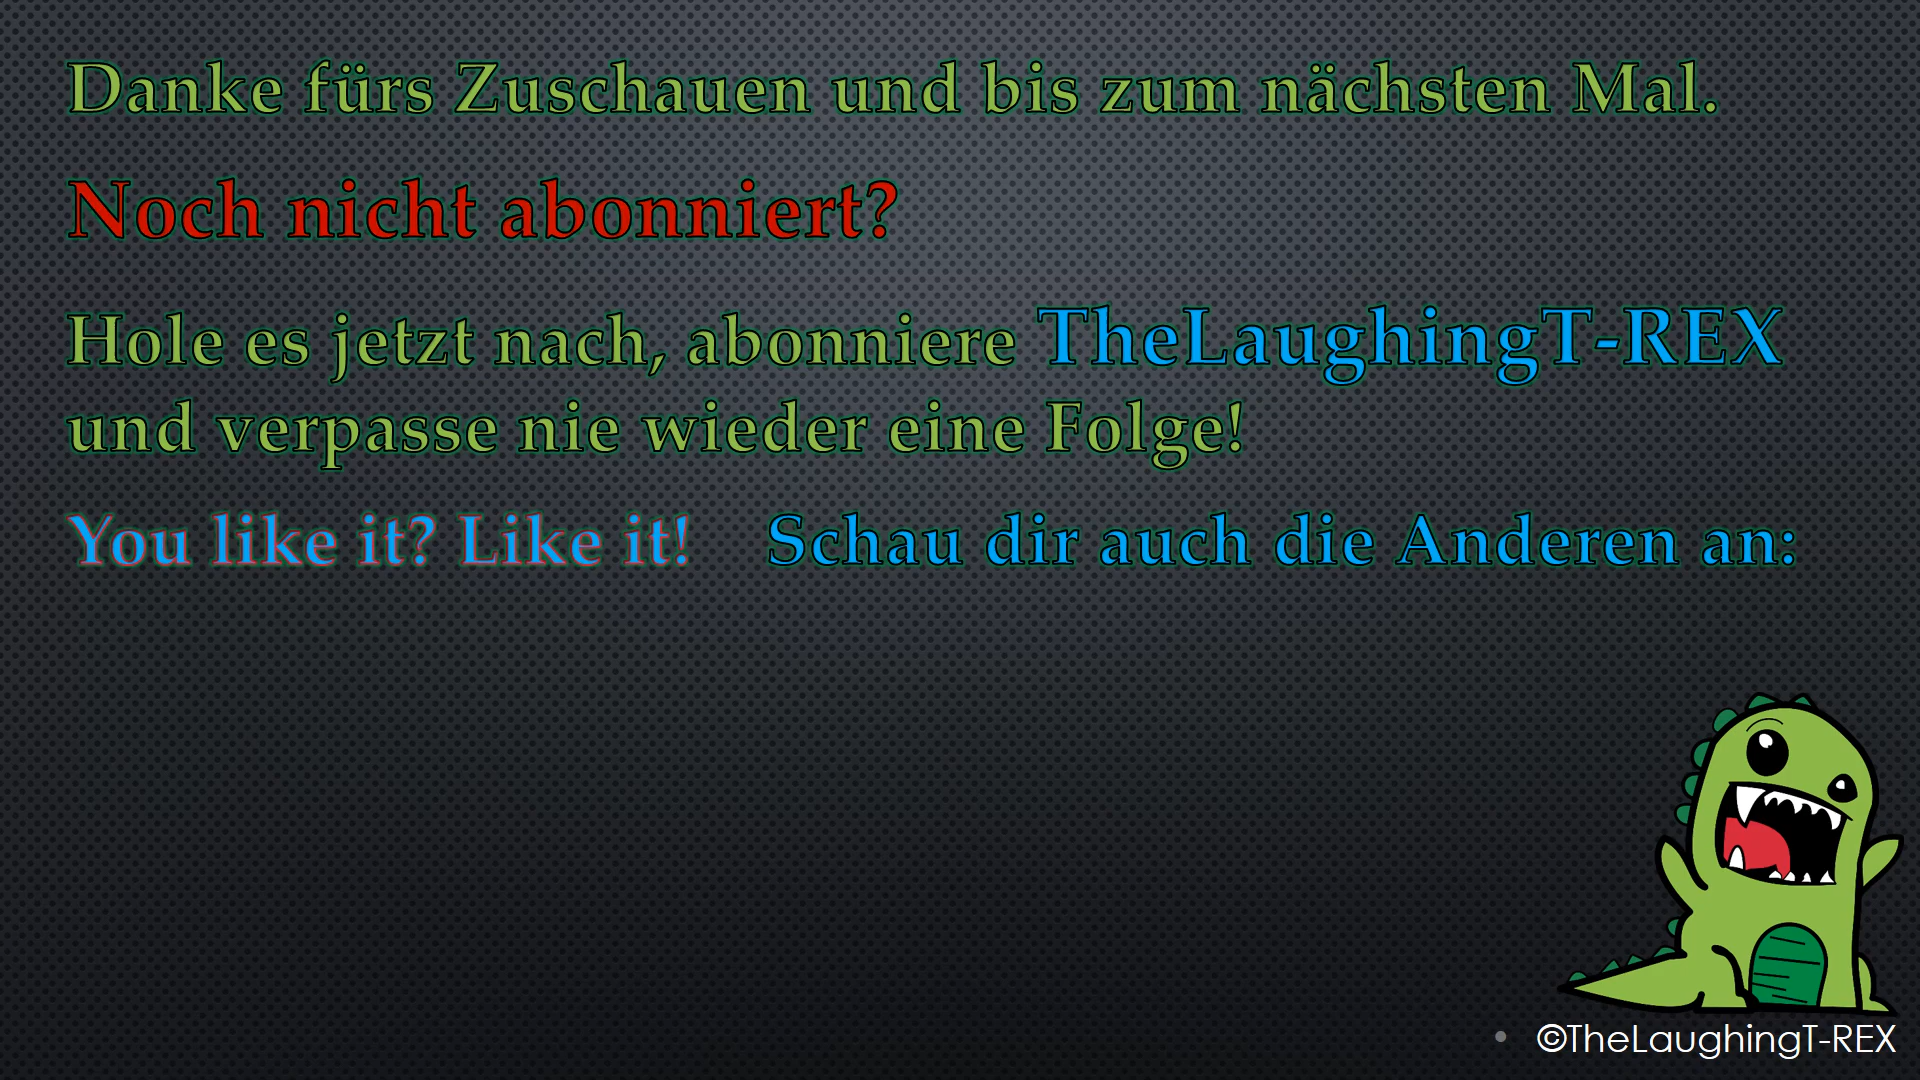 Danke fürs Zuschauen und bis zum nächsten Mal.
Noch nicht abonniert?
Hole es jetzt nach, abonniere TheLaughingT-REX
und verpasse nie wieder eine Folge!
You like it? Like it! Schau dir auch die Anderen an:
• ©TheLaughingT-REX